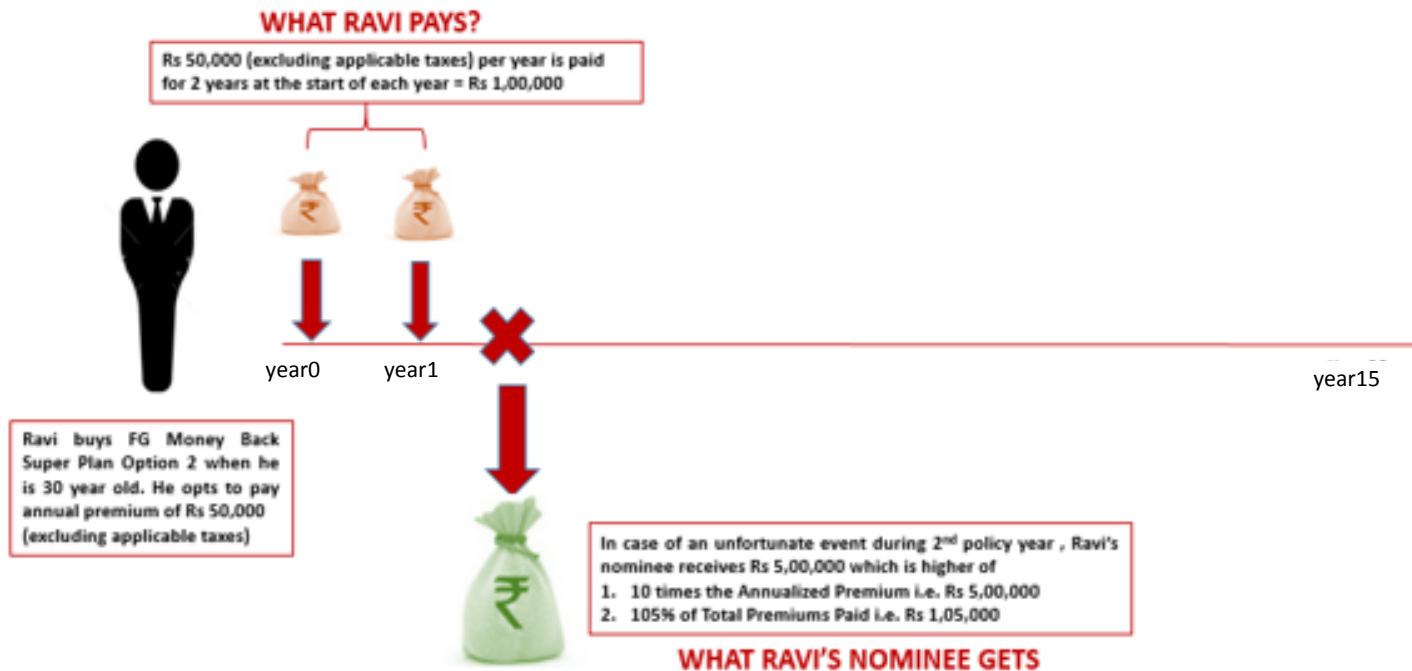 WHAT RAVI PAYS?
Rs 50,000 (excluding applicable taxes) per year is paid
for 2 years at the start of each year = Rs 1,00,000
₹
₹
year0
year1
year15
Ravi buys FG Money Back
Super Plan Option 2 when he
is 30 year old. He opts to pay
annual premium of Rs 50,000
(excluding applicable taxes)
₹
In case of an unfortunate event during 2nd policy year , Ravi's
nominee receives Rs 5,00,000 which is higher of
1. 10 times the Annualized Premium i.e. Rs 5,00,000
2. 105% of Total Premiums Paid i.e. Rs 1,05,000
WHAT RAVI'S NOMINEE GETS